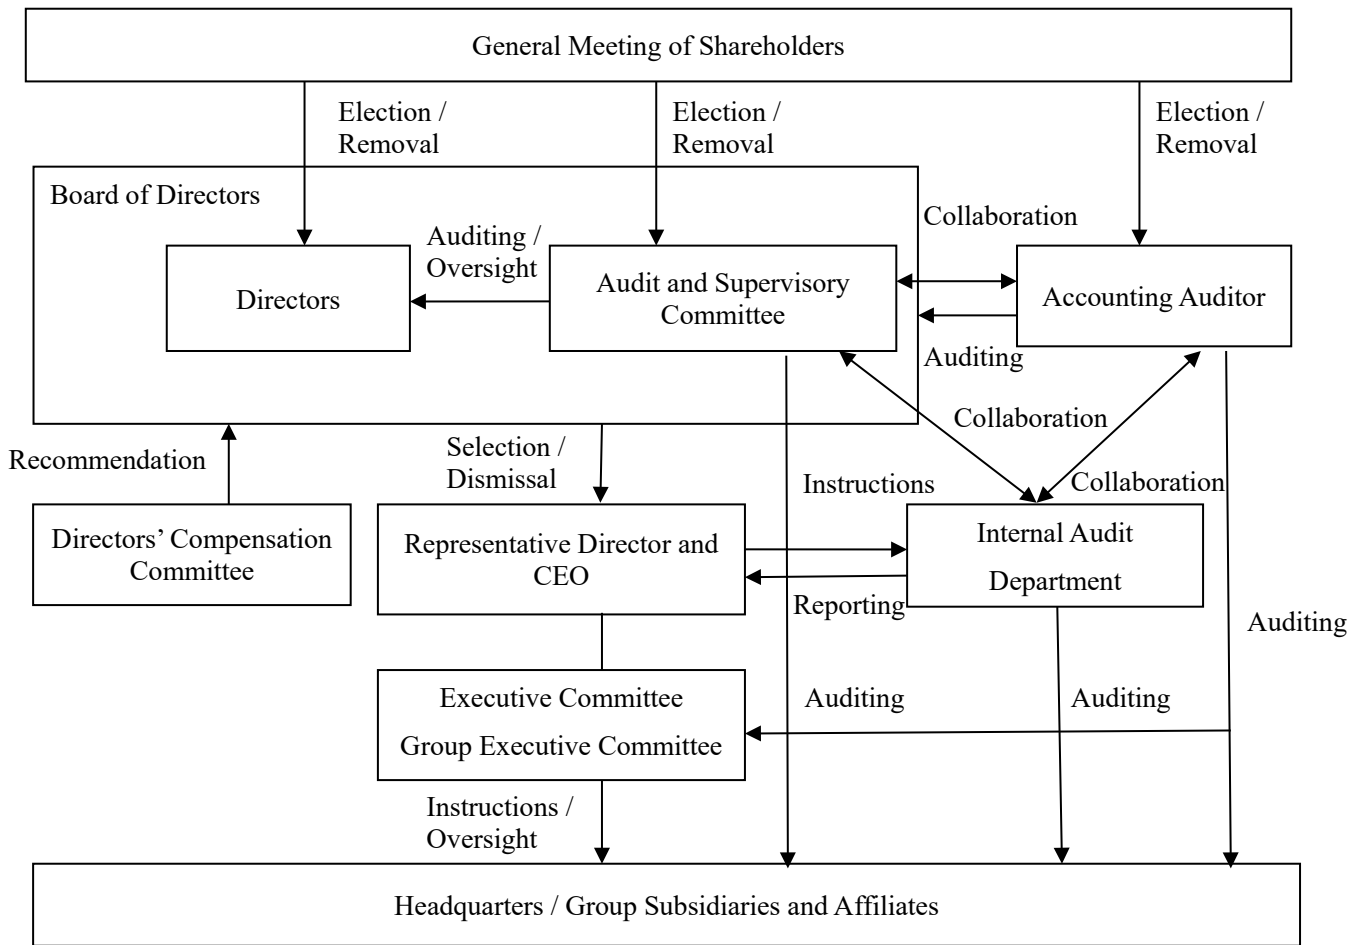 General Meeting of Shareholders
Election /
Removal
Election /
Removal
Election /
Removal
Board of Directors
Collaboration
Auditing /
Oversight
Directors
Audit and Supervisory
Committee
Accounting Auditor
Auditing
Collaboration
Recommendation
Selection /
Dismissal
Instructions
Collaboration
Directors’ Compensation
Committee
Representative Director and
CEO
Internal Audit
Department
Reporting
Auditing
Executive Committee
Group Executive Committee
Auditing
Auditing
Instructions /
Oversight
Headquarters / Group Subsidiaries and Affiliates